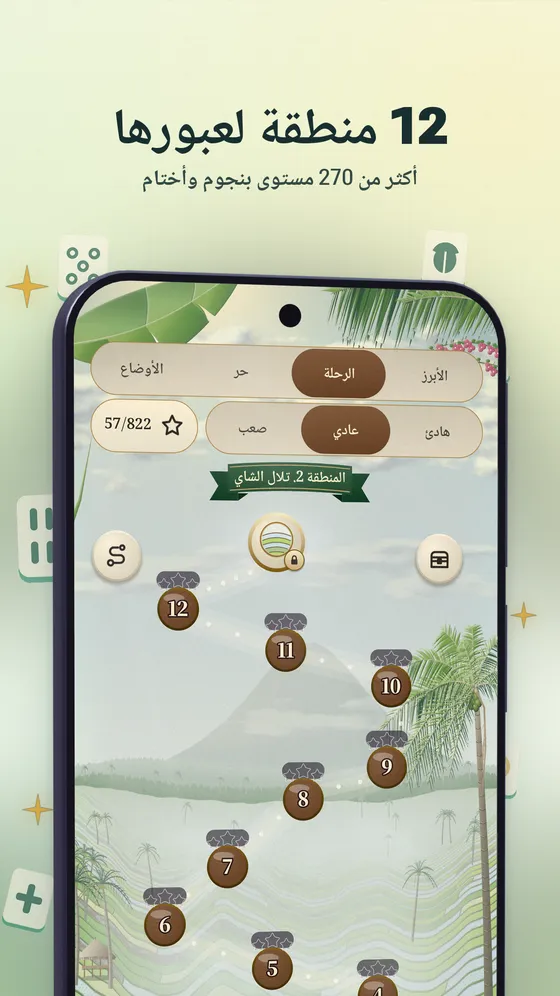 12 منطقة لعبورها
أكثر من 270 مستوى بنجوم وأختام
الأبرز الرحلة حر الأوضاع
هادئ عادي صعب 57/822
المنطقة 2. تلال الشاي
12
11
10
9
8
7
6
5
4